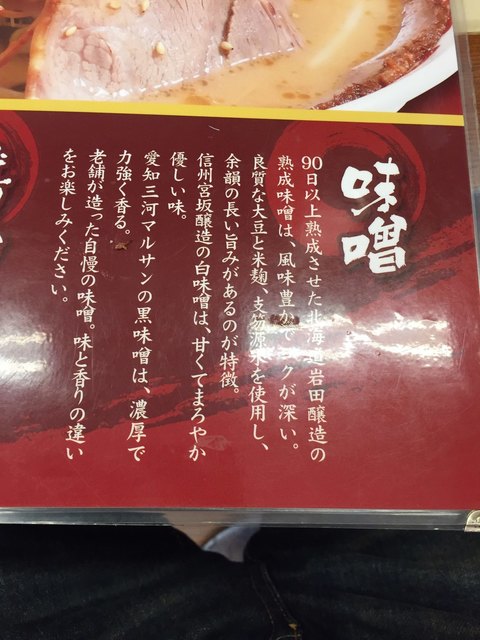 味噌
90日以上熟成させた北海道岩田醸造の
熟成味噌は、風味豊かでコクが深い。
良質な大豆と米麹、支笏源水を使用し、
余韻の長い旨みがあるのが特徴。
信州宮坂醸造の白味噌は、甘くてまろやか
優しい味。
愛知三河マルサンの黒味噌は、濃厚で
力強く香る。
老舗が造った自慢の味噌。味と香りの違い
をお楽しみください。